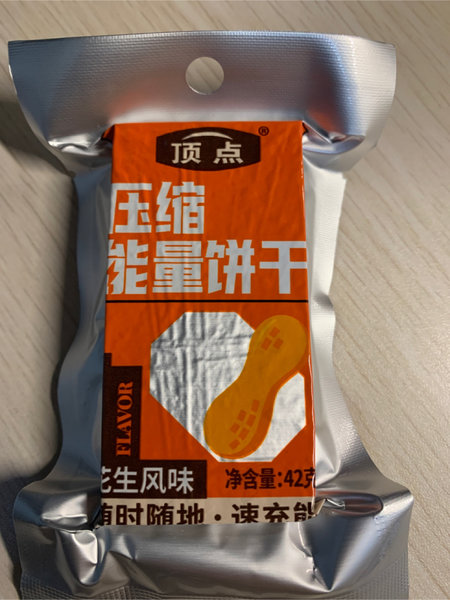 顶点®
压缩
能量饼干
FLAVOR
花生风味
净含量:42克
随时随地·速充能